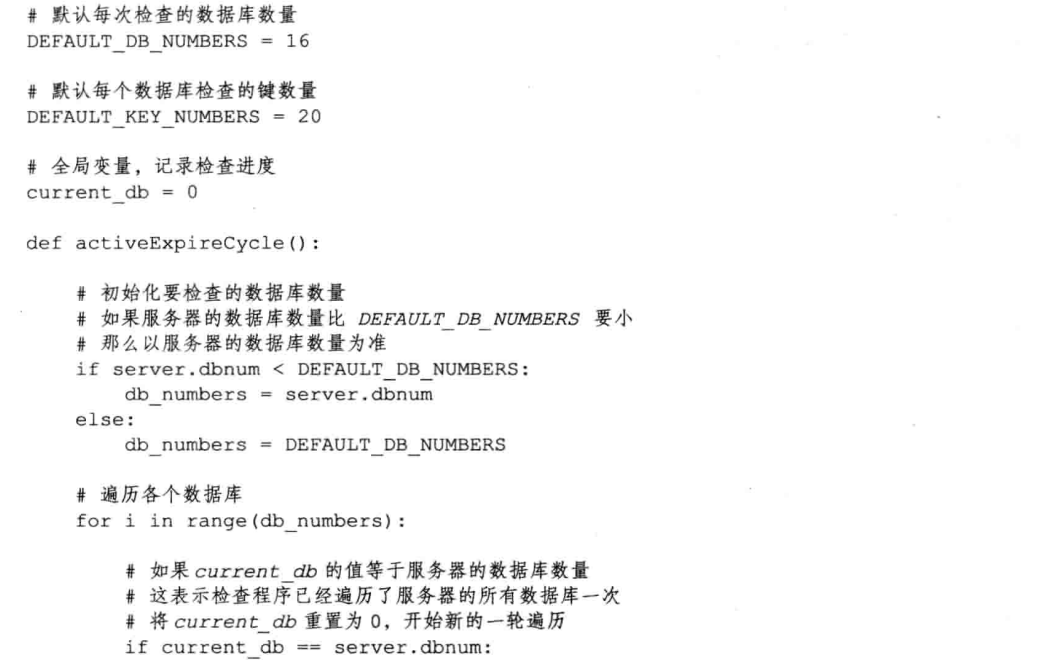 # 默认每次检查的数据库数量
DEFAULT_DB_NUMBERS = 16
# 默认每个数据库检查的键数量
DEFAULT_KEY_NUMBERS = 20
# 全局变量，记录检查进度
current_db = 0
def activeExpireCycle():
# 初始化要检查的数据库数量
# 如果服务器的数据库数量比 DEFAULT_DB_NUMBERS 要小
# 那么以服务器的数据库数量为准
if server.dbnum < DEFAULT_DB_NUMBERS:
db_numbers = server.dbnum
else:
db_numbers = DEFAULT_DB_NUMBERS
# 遍历各个数据库
for i in range(db_numbers):
# 如果 current_db 的值等于服务器的数据库数量
# 这表示检查程序已经遍历了服务器的所有数据库一次
# 将 current_db 重置为 0，开始新的一轮遍历
if current_db == server.dbnum: